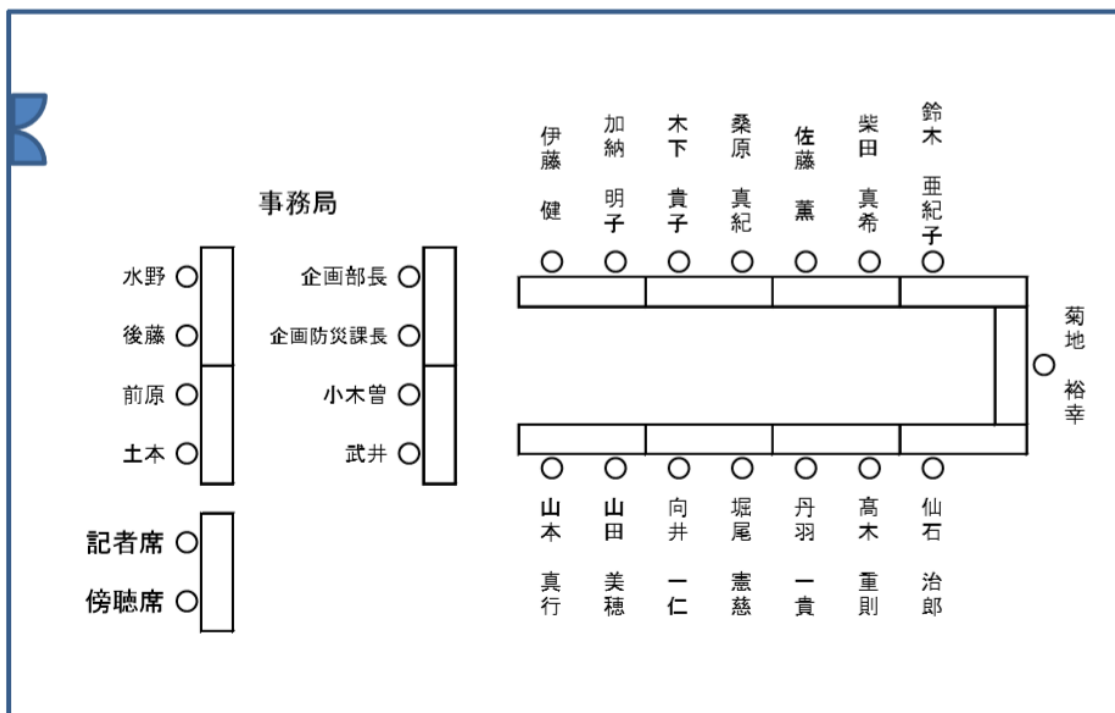 伊藤 健
加納 明子
木下 貴子
桑原 真紀
佐藤 薫
柴田 真希
鈴木 亜紀子
事務局
水野
後藤
前原
土本
企画部長
企画防災課長
小木曽
武井
菊地 裕幸
記者席
傍聴席
山本 真行
山田 美穂
向井 一仁
堀尾 憲慈
丹羽 一貴
髙木 重則
仙石 治郎